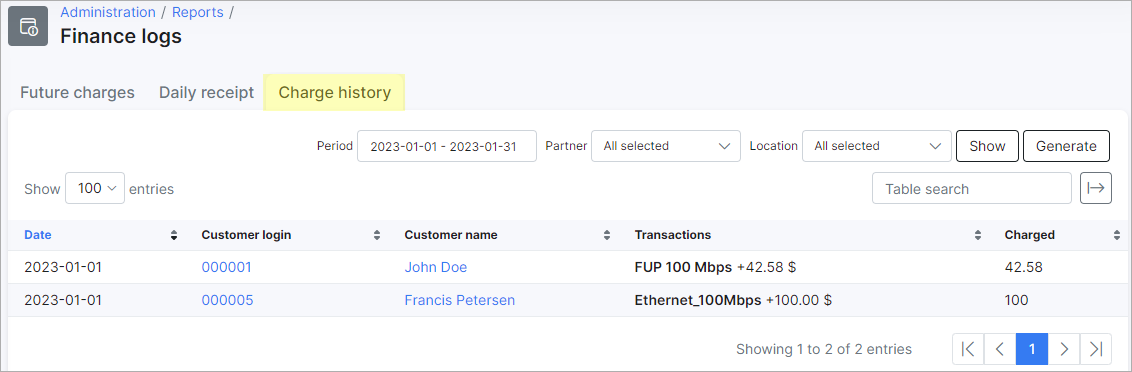 Administration / Reports /
Finance logs
Future charges Daily receipt Charge history
Period 2023-01-01 - 2023-01-31 Partner All selected Location All selected Show Generate
Show 100 entries Table search
Date Customer login Customer name Transactions Charged
2023-01-01 000001 John Doe FUP 100 Mbps +42.58 $ 42.58
2023-01-01 000005 Francis Petersen Ethernet_100Mbps +100.00 $ 100
Showing 1 to 2 of 2 entries 1